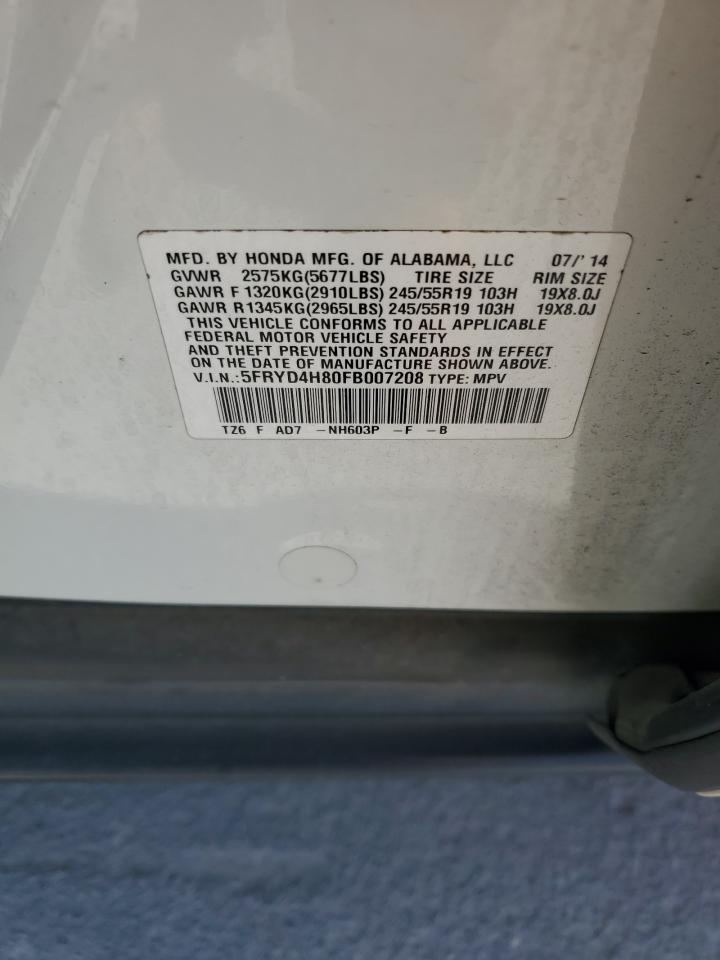 MFD. BY HONDA MFG. OF ALABAMA, LLC 07/'14
GVWR 2575KG(5677LBS) TIRE SIZE RIM SIZE
GAWR F 1320KG(2910LBS) 245/55R19 103H 19X8.0J
GAWR R1345KG(2965LBS) 245/55R19 103H 19X8.0J
THIS VEHICLE CONFORMS TO ALL APPLICABLE
FEDERAL MOTOR VEHICLE SAFETY
AND THEFT PREVENTION STANDARDS IN EFFECT
ON THE DATE OF MANUFACTURE SHOWN ABOVE.
V.I.N.:5FRYD4H80FB007208 TYPE: MPV
TZ6 F AD7 -NH603P -F -B